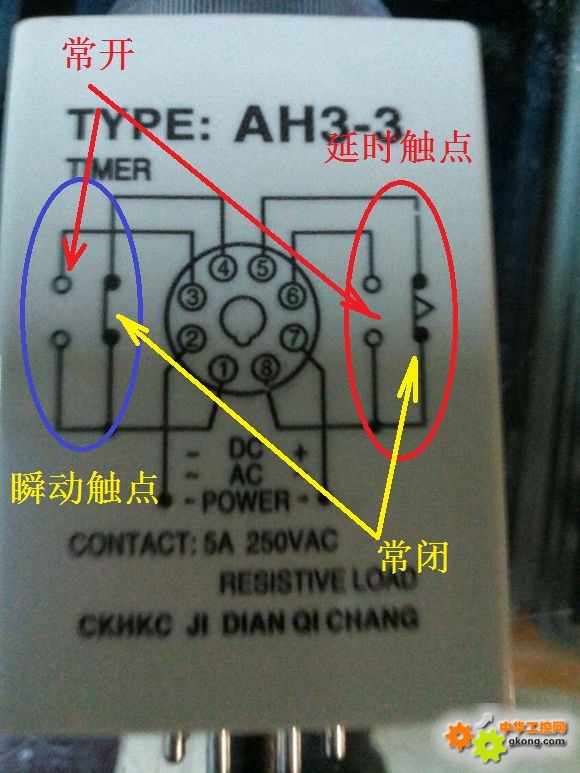 常开
TYPE: AH3-3
延时触点
TIMER
4 5
3 6
2 7
1 8
- DC +
~ AC
瞬动触点
- POWER -
CONTACT: 5A 250VAC
常闭
RESISTIVE LOAD
CKHKC JI DIAN QI CHANG
中华工控网
gkong.com